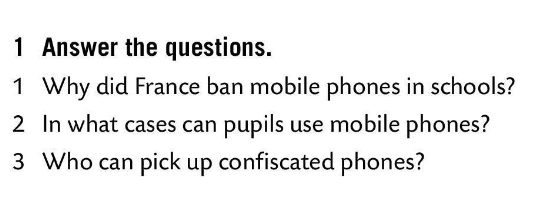 1 Answer the questions.
1 Why did France ban mobile phones in schools?
2 In what cases can pupils use mobile phones?
3 Who can pick up confiscated phones?